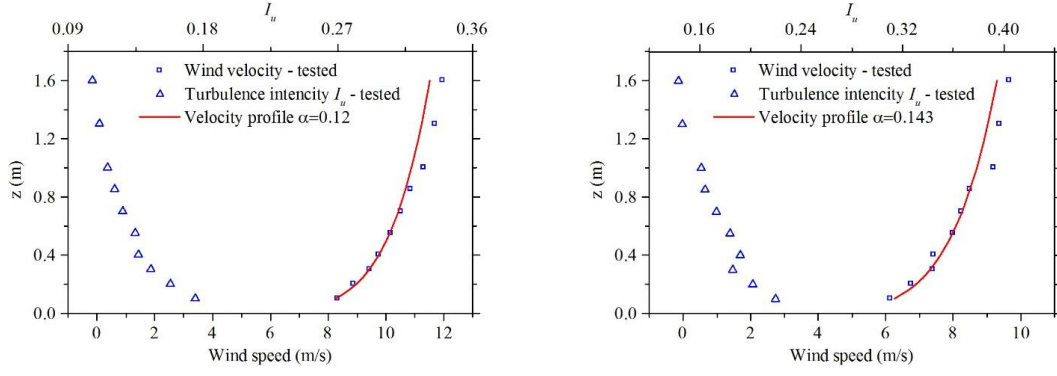 I_u
0.09 0.18 0.27 0.36
1.6
1.2
0.8
0.4
0.0
z (m)
Wind velocity - tested
Turbulence intencity I_u - tested
Velocity profile α=0.12
0 2 4 6 8 10 12
Wind speed (m/s)
I_u
0.16 0.24 0.32 0.40
1.6
1.2
0.8
0.4
0.0
z (m)
Wind velocity - tested
Turbulence intencity I_u - tested
Velocity profile α=0.143
0 2 4 6 8 10
Wind speed (m/s)